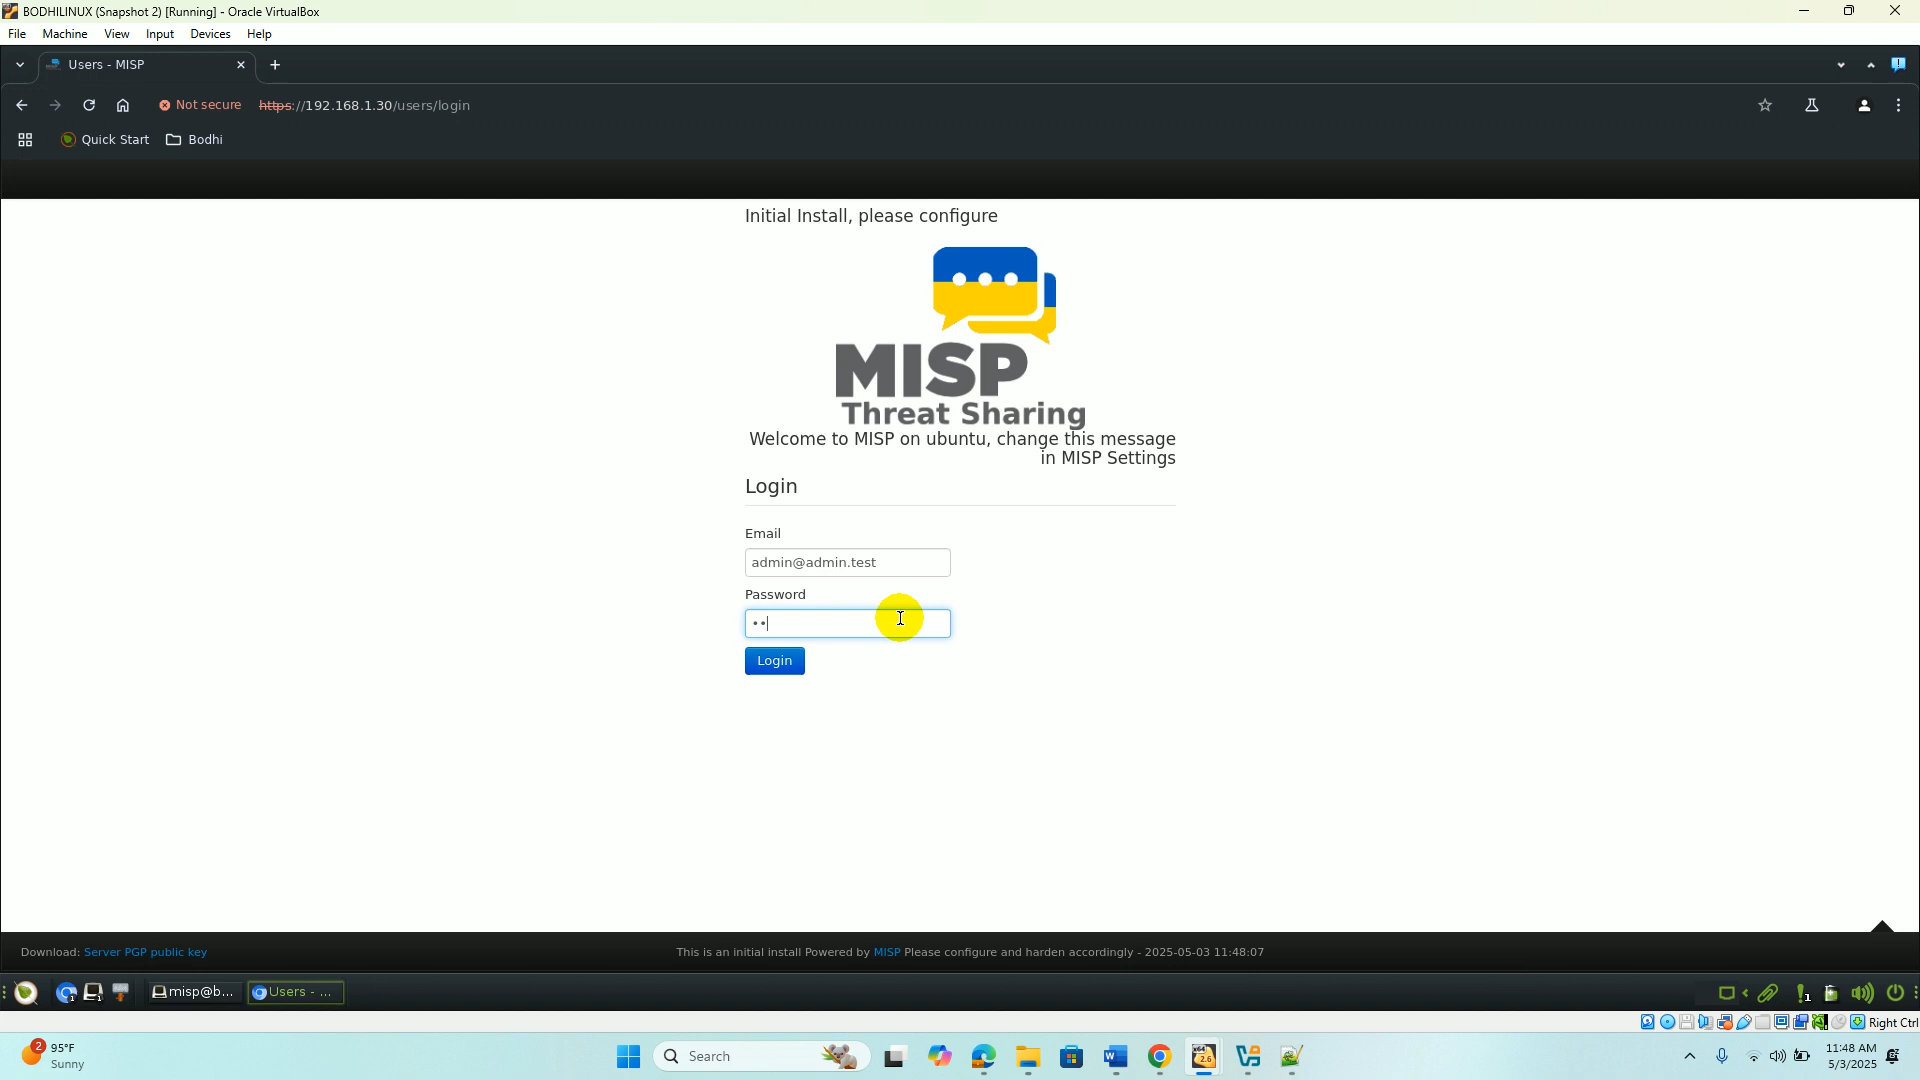 BODHILINUX (Snapshot 2) [Running] - Oracle VirtualBox
File Machine View Input Devices Help
Users - MISP
Not secure https://192.168.1.30/users/login
Quick Start Bodhi
Initial Install, please configure
MISP
Threat Sharing
Welcome to MISP on ubuntu, change this message
in MISP Settings
Login
Email
admin@admin.test
Password
Login
Download: Server PGP public key This is an initial install Powered by MISP Please configure and harden accordingly - 2025-05-03 11:48:07
misp@b... Users - ...
Right Ctrl
2 95°F
Sunny
Search
11:48 AM
5/3/2025